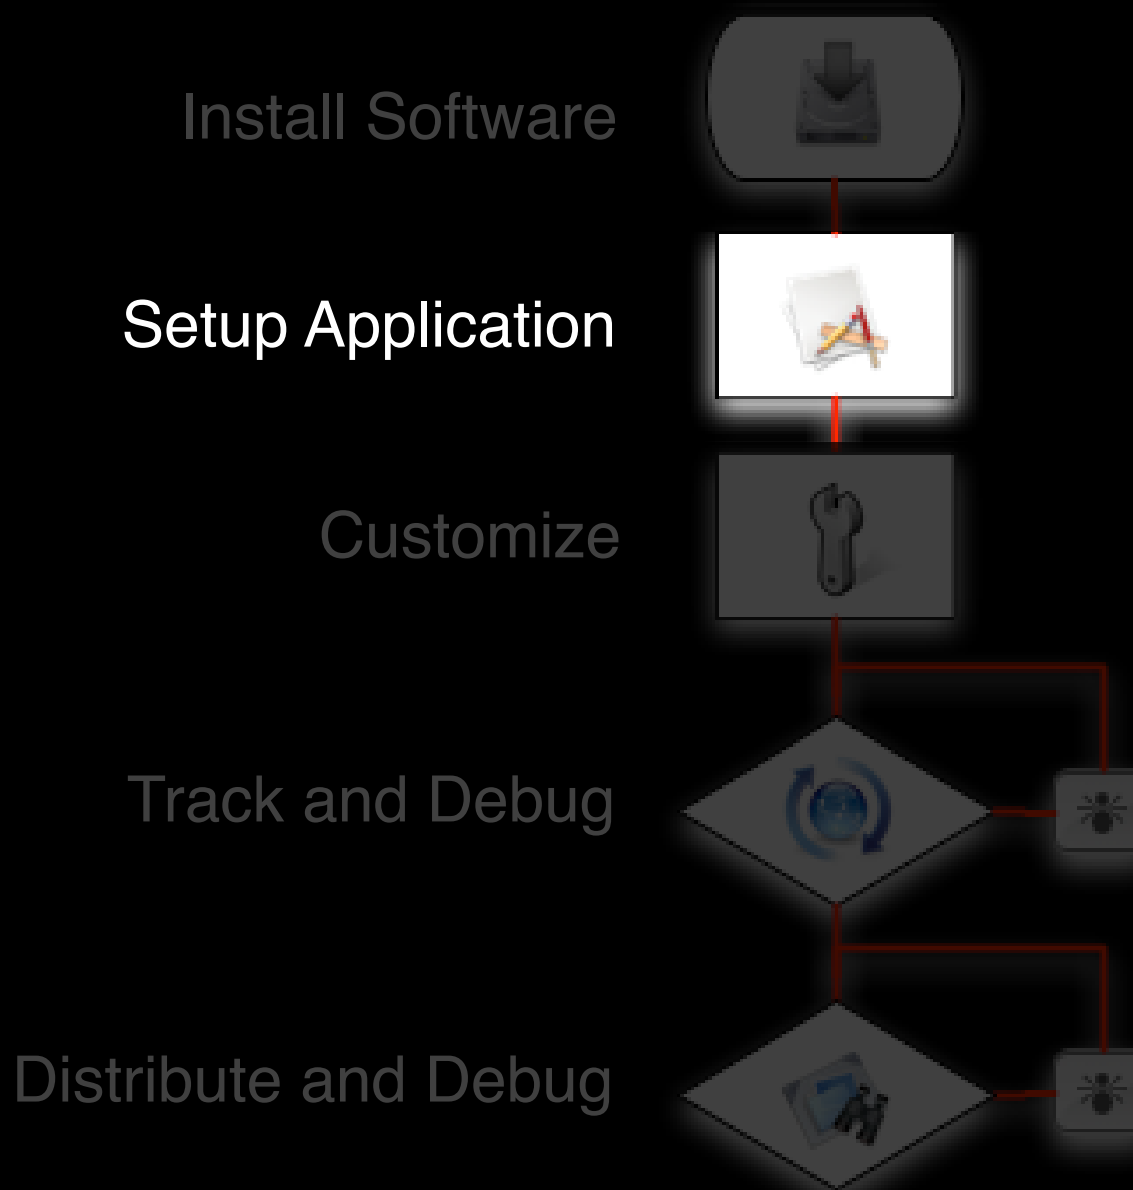 Install Software
Setup Application
Customize
Track and Debug
Distribute and Debug